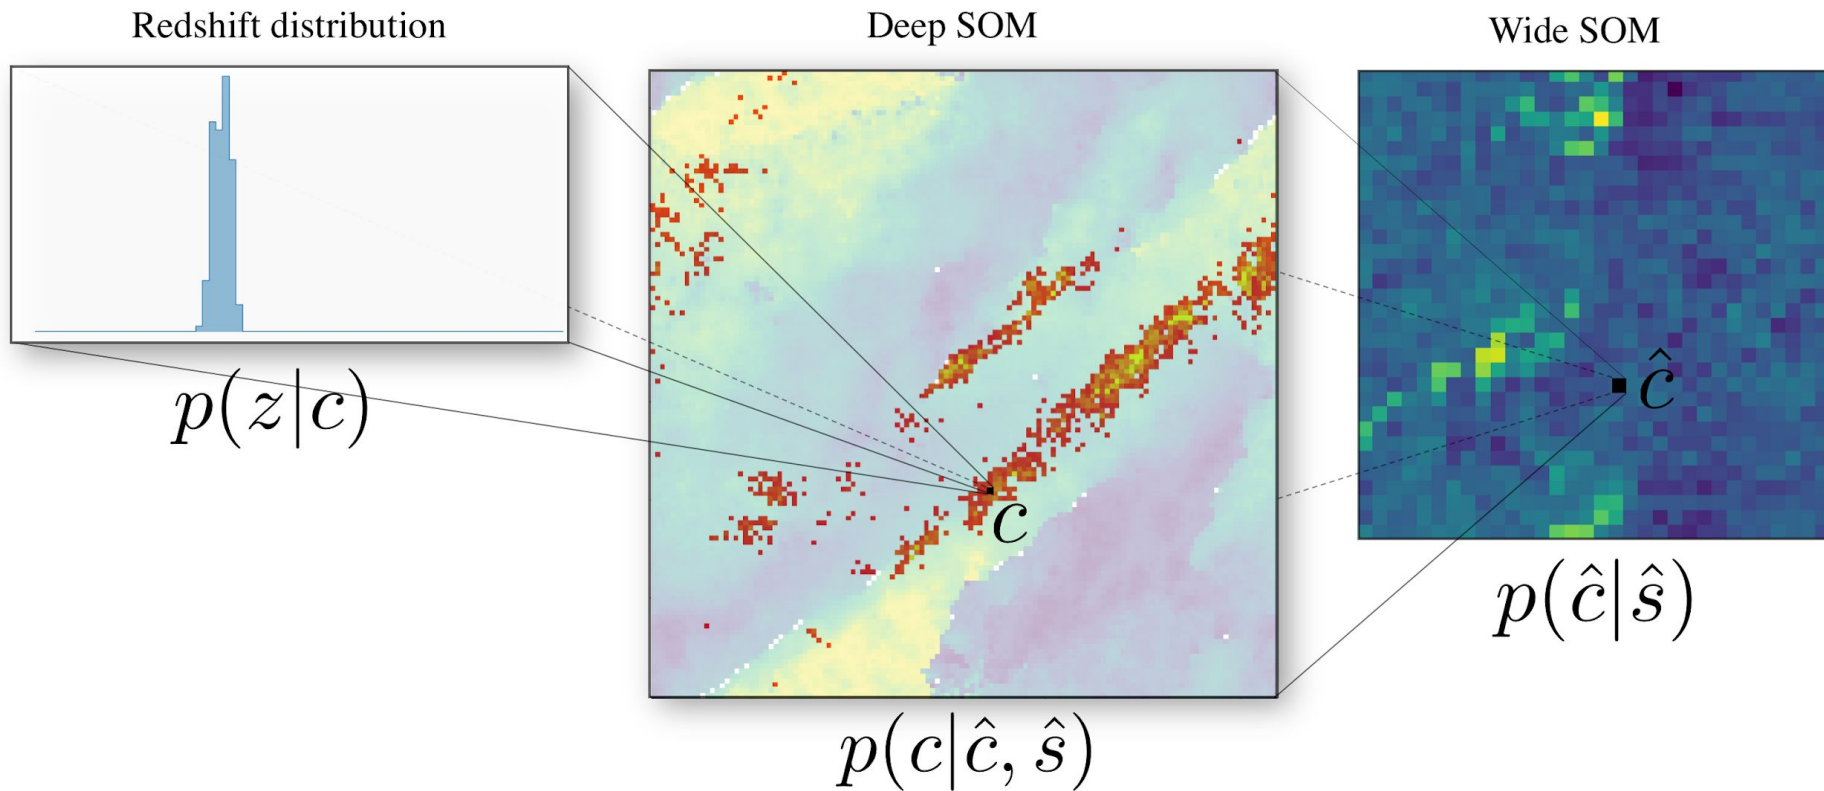 Redshift distribution
Deep SOM
Wide SOM
p(z|c)
c
ĉ
p(c|ĉ, ŝ)
p(ĉ|ŝ)